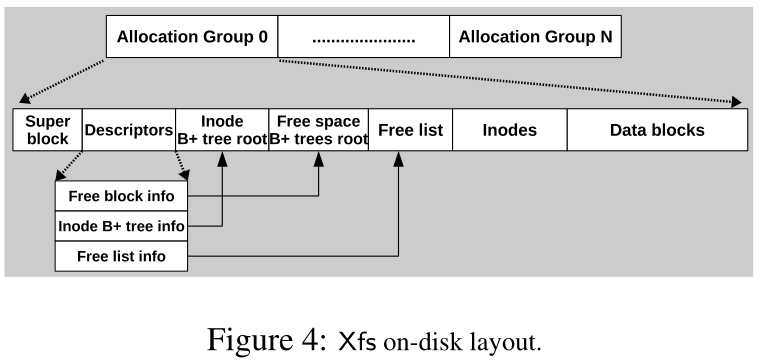 Allocation Group 0 ...................... Allocation Group N
Super block
Descriptors
Inode B+ tree root
Free space B+ trees root
Free list
Inodes
Data blocks
Free block info
Inode B+ tree info
Free list info
Figure 4: Xfs on-disk layout.